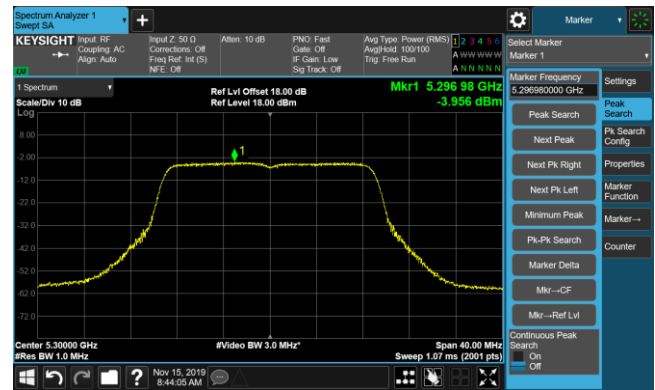 Spectrum Analyzer 1
Swept SA
+
Marker
KEYSIGHT
Input: RF
Coupling: AC
Align: Auto
Input Z: 50 Ω
Corrections: Off
Freq Ref: Int (S)
NFE: Off
Atten: 10 dB
PNO: Fast
Gate: Off
IF Gain: Low
Sig Track: Off
Avg Type: Power (RMS)
Avg|Hold: 100/100
Trig: Free Run
1 2 3 4 5 6
A W W W W W
A N N N N N
Select Marker
Marker 1
1 Spectrum
Scale/Div 10 dB
Log
Ref Lvl Offset 18.00 dB
Ref Level 18.00 dBm
Mkr1 5.296 98 GHz
-3.956 dBm
8.00
-2.00
-12.0
-22.0
-32.0
-42.0
-52.0
-62.0
-72.0
1
Center 5.30000 GHz
#Res BW 1.0 MHz
#Video BW 3.0 MHz*
Span 40.00 MHz
Sweep 1.07 ms (2001 pts)
Marker Frequency
5.296980000 GHz
Peak Search
Next Peak
Next Pk Right
Next Pk Left
Minimum Peak
Pk-Pk Search
Marker Delta
Mkr→CF
Mkr→Ref Lvl
Continuous Peak
Search
On
Off
Settings
Peak
Search
Pk Search
Config
Properties
Marker
Function
Marker→
Counter
?
Nov 15, 2019
8:44:05 AM